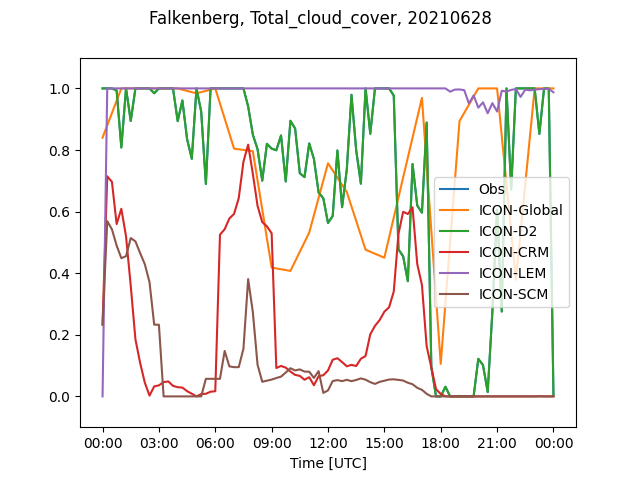 Falkenberg, Total_cloud_cover, 20210628
1.0
0.8
0.6
0.4
0.2
0.0
Obs
ICON-Global
ICON-D2
ICON-CRM
ICON-LEM
ICON-SCM
00:00 03:00 06:00 09:00 12:00 15:00 18:00 21:00 00:00
Time [UTC]